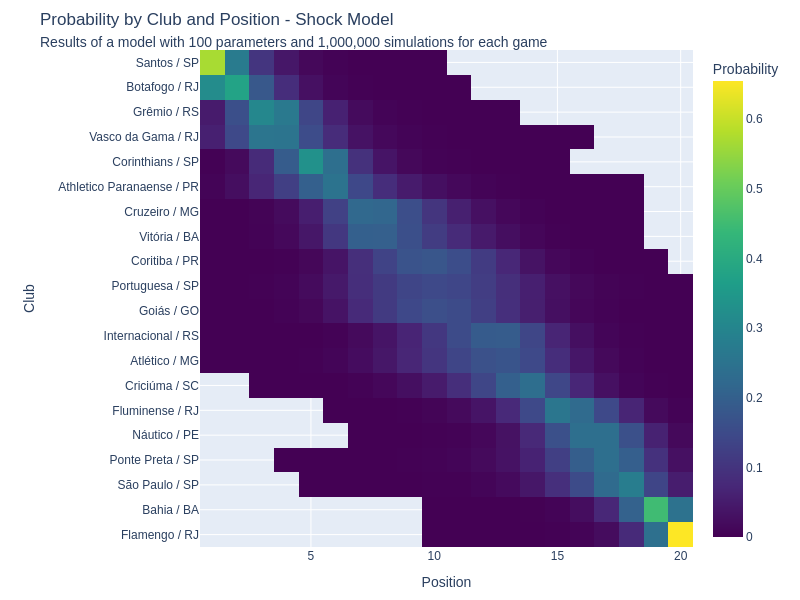 Probability by Club and Position - Shock Model
Results of a model with 100 parameters and 1,000,000 simulations for each game
Probability
Santos / SP
Botafogo / RJ
Grêmio / RS
Vasco da Gama / RJ
Corinthians / SP
Athletico Paranaense / PR
Cruzeiro / MG
Vitória / BA
Coritiba / PR
Portuguesa / SP
Goiás / GO
Internacional / RS
Atlético / MG
Criciúma / SC
Fluminense / RJ
Náutico / PE
Ponte Preta / SP
São Paulo / SP
Bahia / BA
Flamengo / RJ
Club
5
10
15
20
Position
0.6
0.5
0.4
0.3
0.2
0.1
0